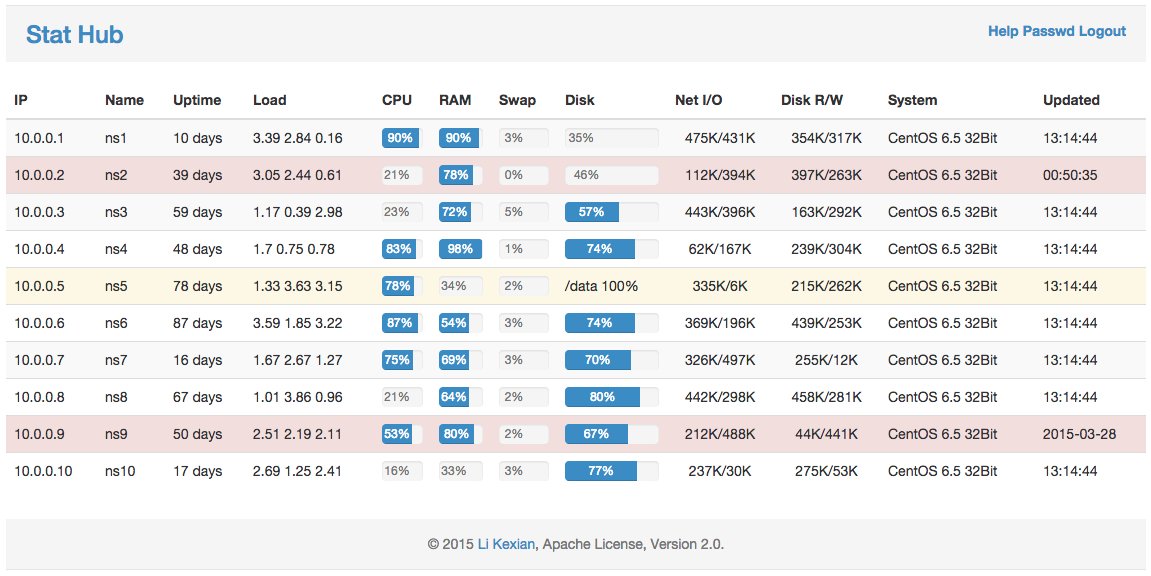 Stat Hub
Help Passwd Logout
IP Name Uptime Load CPU RAM Swap Disk Net I/O Disk R/W System Updated
10.0.0.1 ns1 10 days 3.39 2.84 0.16 90% 90% 3% 35% 475K/431K 354K/317K CentOS 6.5 32Bit 13:14:44
10.0.0.2 ns2 39 days 3.05 2.44 0.61 21% 78% 0% 46% 112K/394K 397K/263K CentOS 6.5 32Bit 00:50:35
10.0.0.3 ns3 59 days 1.17 0.39 2.98 23% 72% 5% 57% 443K/396K 163K/292K CentOS 6.5 32Bit 13:14:44
10.0.0.4 ns4 48 days 1.7 0.75 0.78 83% 98% 1% 74% 62K/167K 239K/304K CentOS 6.5 32Bit 13:14:44
10.0.0.5 ns5 78 days 1.33 3.63 3.15 78% 34% 2% /data 100% 335K/6K 215K/262K CentOS 6.5 32Bit 13:14:44
10.0.0.6 ns6 87 days 3.59 1.85 3.22 87% 54% 3% 74% 369K/196K 439K/253K CentOS 6.5 32Bit 13:14:44
10.0.0.7 ns7 16 days 1.67 2.67 1.27 75% 69% 3% 70% 326K/497K 255K/12K CentOS 6.5 32Bit 13:14:44
10.0.0.8 ns8 67 days 1.01 3.86 0.96 21% 64% 2% 80% 442K/298K 458K/281K CentOS 6.5 32Bit 13:14:44
10.0.0.9 ns9 50 days 2.51 2.19 2.11 53% 80% 2% 67% 212K/488K 44K/441K CentOS 6.5 32Bit 2015-03-28
10.0.0.10 ns10 17 days 2.69 1.25 2.41 16% 33% 3% 77% 237K/30K 275K/53K CentOS 6.5 32Bit 13:14:44
© 2015 Li Kexian, Apache License, Version 2.0.